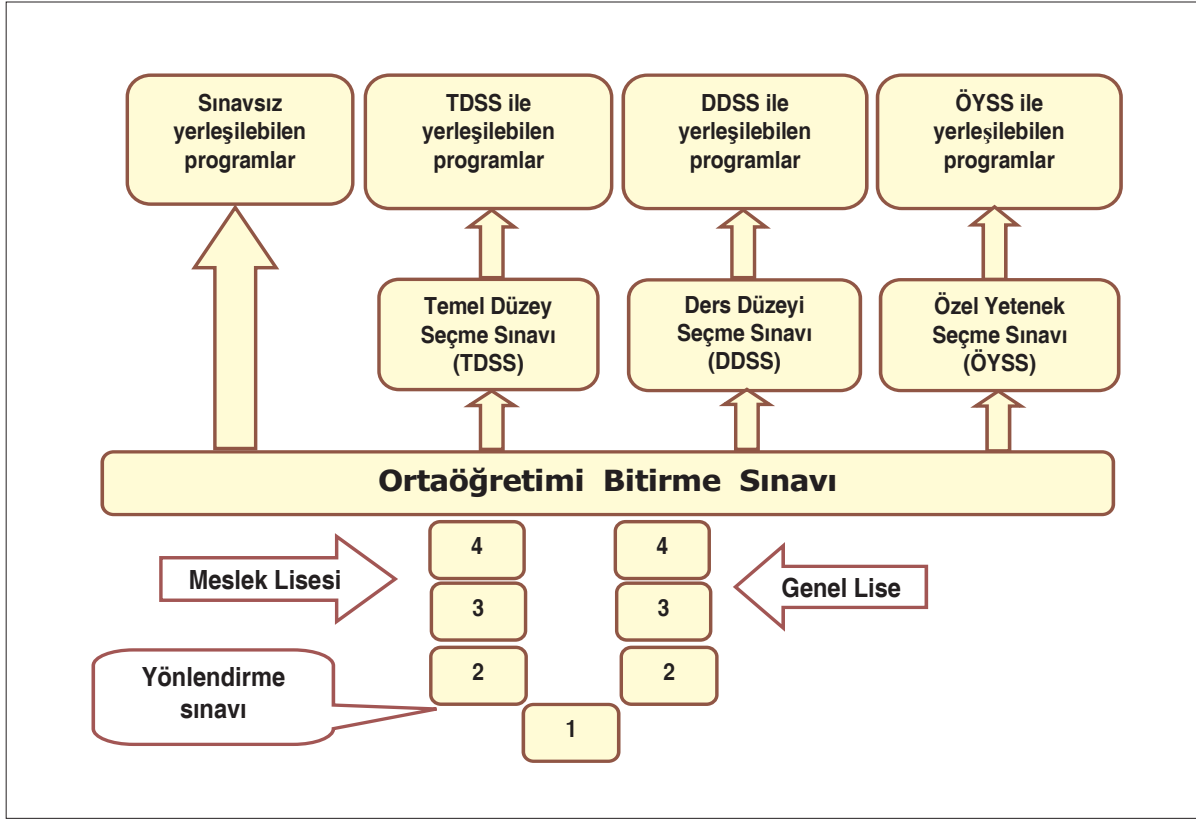 Sınavsız
yerleşilebilen
programlar
TDSS ile
yerleşilebilen
programlar
DDSS ile
yerleşilebilen
programlar
ÖYSS ile
yerleşilebilen
programlar
Temel Düzey
Seçme Sınavı
(TDSS)
Ders Düzeyi
Seçme Sınavı
(DDSS)
Özel Yetenek
Seçme Sınavı
(ÖYSS)
Ortaöğretimi Bitirme Sınavı
4
4
Meslek Lisesi
Genel Lise
3
3
2
2
Yönlendirme
sınavı
1